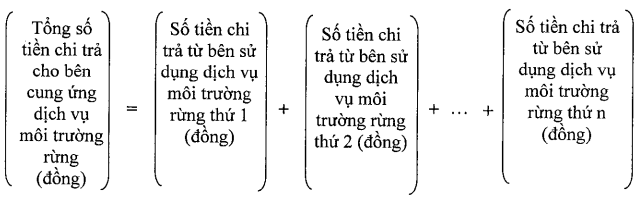 Tổng số
tiền chi trả
cho bên
cung ứng
dịch vụ
môi trường
rừng
(đồng)
=
Số tiền chi
trả từ bên sử
dụng dịch vụ
môi trường
rừng thứ 1
(đồng)
+
Số tiền chi
trả từ bên sử
dụng dịch
vụ môi
trường rừng
thứ 2 (đồng)
+ ... +
Số tiền chi trả
từ bên sử
dụng dịch vụ
môi trường
rừng thứ n
(đồng)